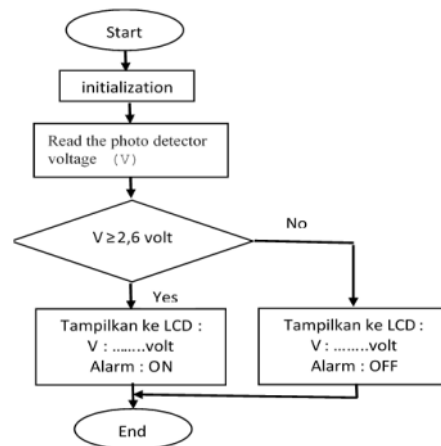 Start
initialization
Read the photo detector
voltage (V)
V ≥ 2,6 volt
No
Yes
Tampilkan ke LCD :
V : ........volt
Alarm : ON
Tampilkan ke LCD :
V : ........volt
Alarm : OFF
End